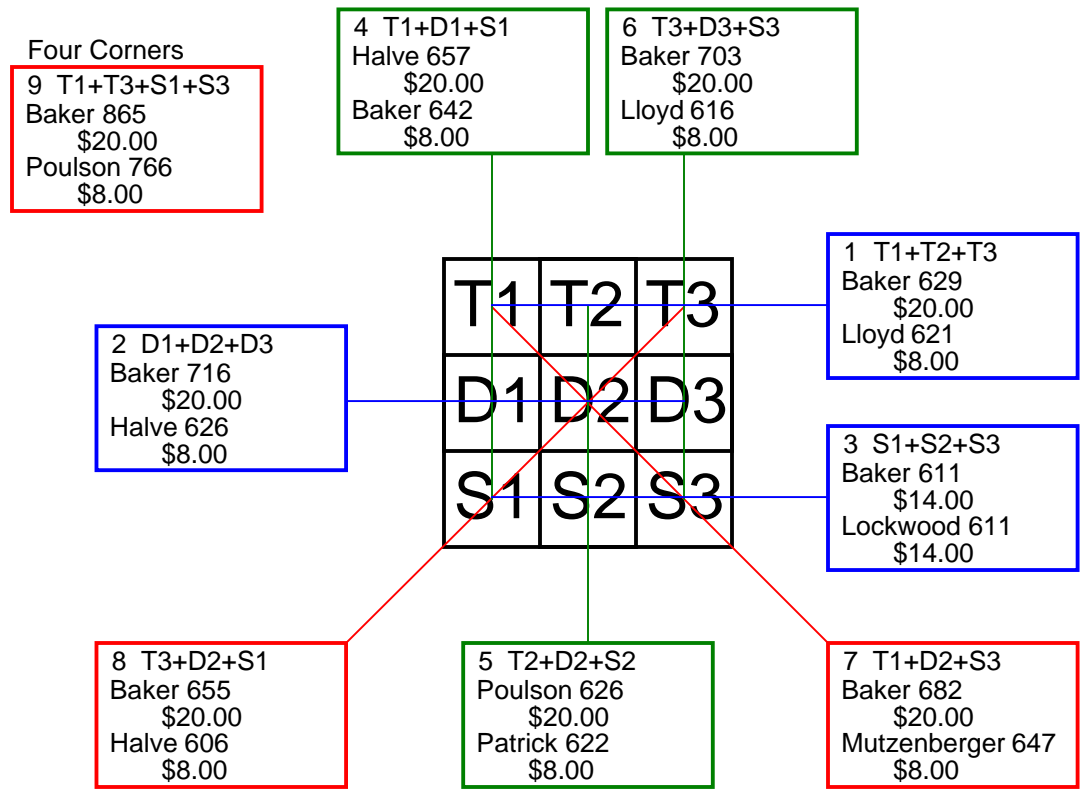 Four Corners
9 T1+T3+S1+S3
Baker 865
$20.00
Poulson 766
$8.00
4 T1+D1+S1
Halve 657
$20.00
Baker 642
$8.00
6 T3+D3+S3
Baker 703
$20.00
Lloyd 616
$8.00
1 T1+T2+T3
Baker 629
$20.00
Lloyd 621
$8.00
2 D1+D2+D3
Baker 716
$20.00
Halve 626
$8.00
T1 T2 T3
D1 D2 D3
S1 S2 S3
3 S1+S2+S3
Baker 611
$14.00
Lockwood 611
$14.00
8 T3+D2+S1
Baker 655
$20.00
Halve 606
$8.00
5 T2+D2+S2
Poulson 626
$20.00
Patrick 622
$8.00
7 T1+D2+S3
Baker 682
$20.00
Mutzenberger 647
$8.00